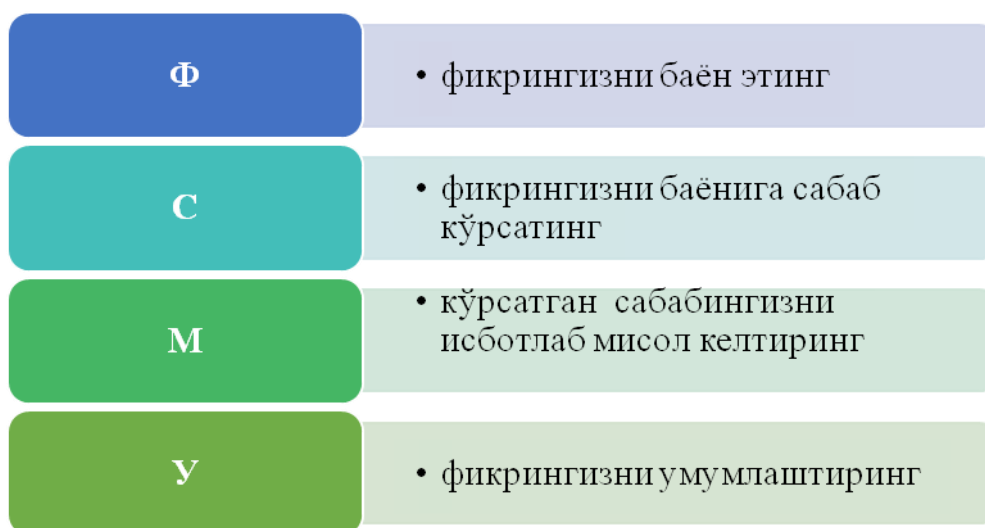 Ф
• фикрингизни баён этинг
С
• фикрингизни баёнига сабаб
кўрсатинг
М
• кўрсатган сабабингизни
исботлаб мисол келтиринг
У
• фикрингизни умумлаштиринг